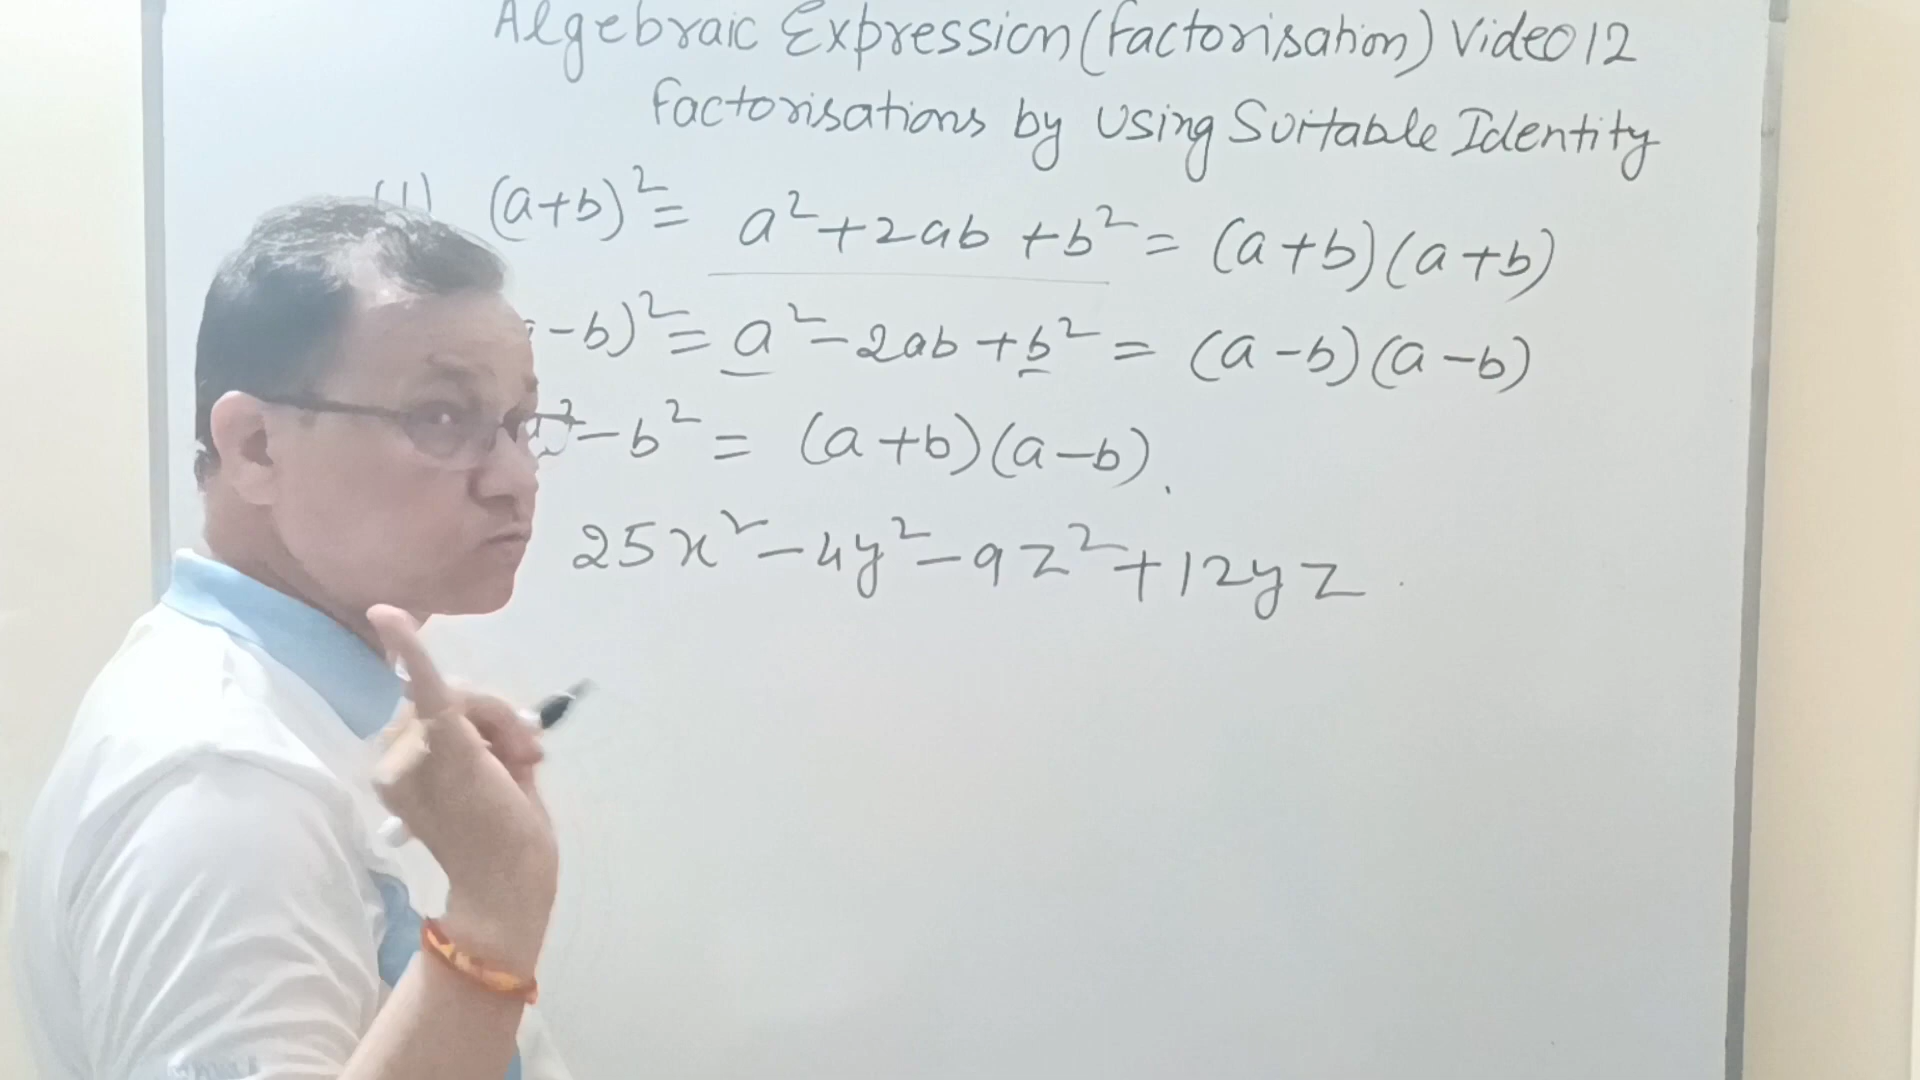 Algebraic Expression (factorisation) Video 12
factorisations by Using Suitable Identity
(1) (a+b)² = a²+2ab+b² = (a+b)(a+b)
-b)² = a²-2ab+b² = (a-b)(a-b)
²-b² = (a+b)(a-b).
25x²-4y²-9z²+12yz